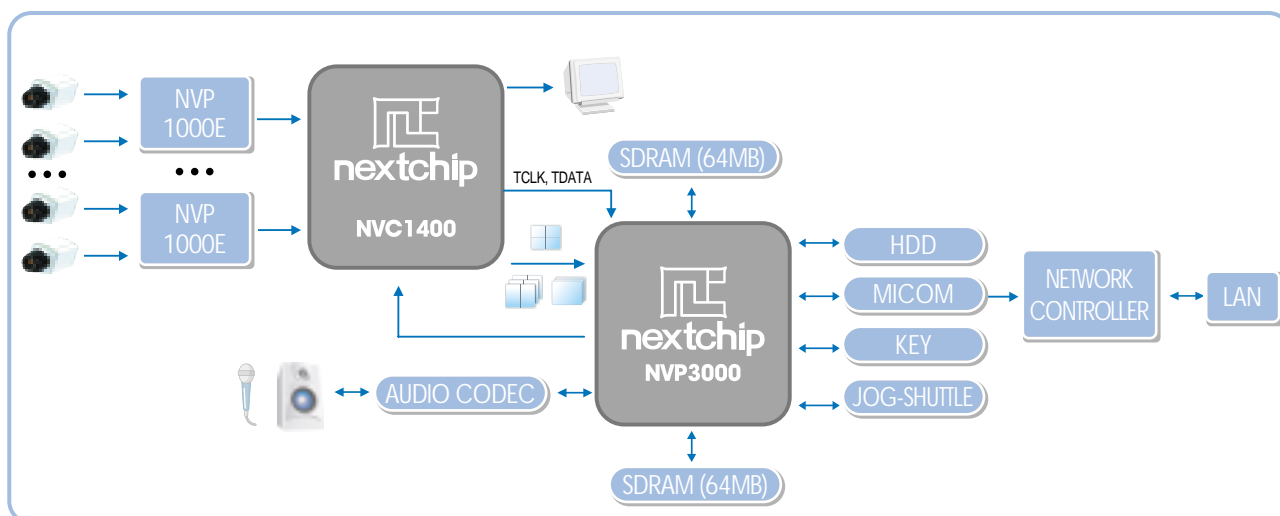 NVP
1000E
NVP
1000E
nextchip
NVC1400
TCLK, TDATA
SDRAM (64MB)
nextchip
NVP3000
HDD
MICOM
KEY
JOG-SHUTTLE
NETWORK
CONTROLLER
LAN
AUDIO CODEC
SDRAM (64MB)